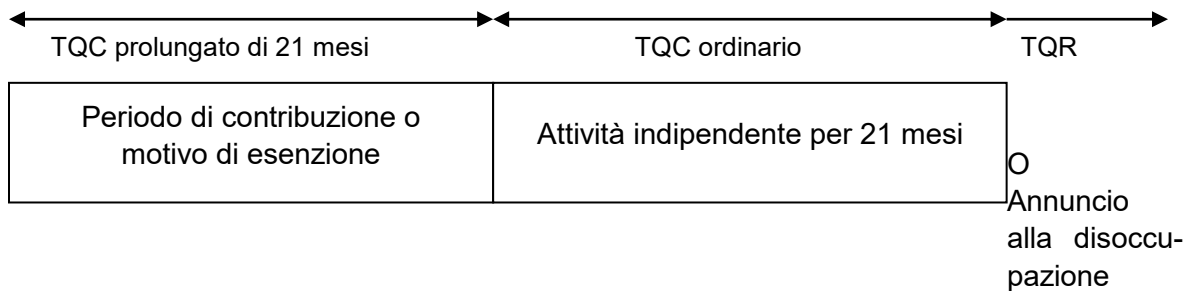 TQC prolungato di 21 mesi
TQC ordinario
TQR
Periodo di contribuzione o
motivo di esenzione
Attività indipendente per 21 mesi
O
Annuncio
alla disoccu-
pazione